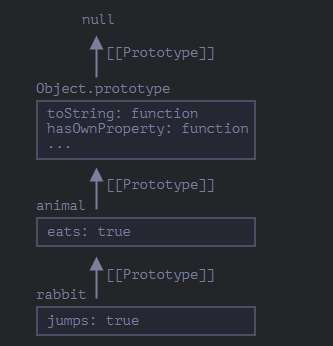 null
[[Prototype]]
Object.prototype
toString: function
hasOwnProperty: function
...
[[Prototype]]
animal
eats: true
[[Prototype]]
rabbit
jumps: true